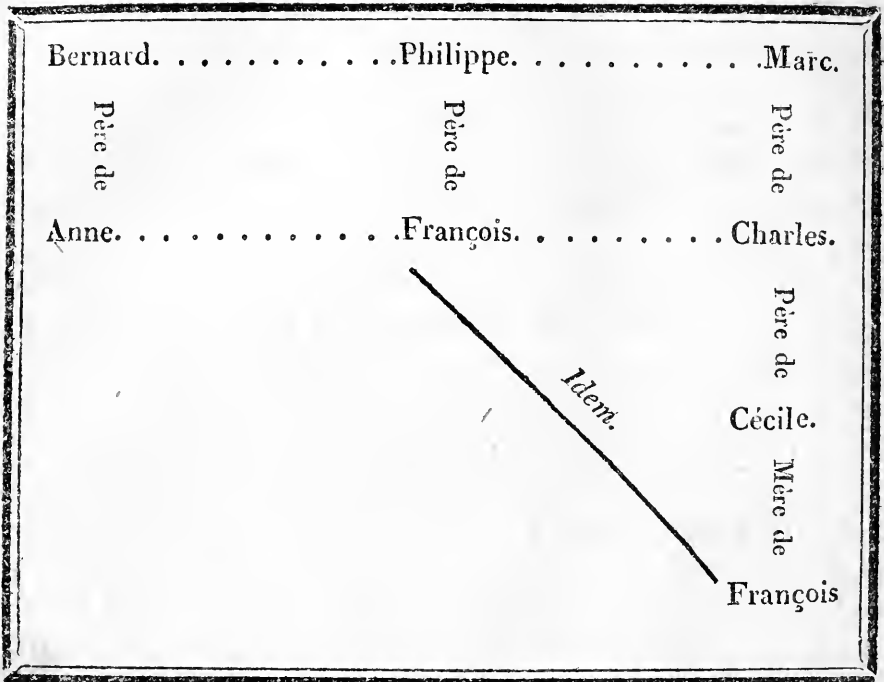 Bernard. . . . . . . . . . . .Philippe. . . . . . . . . . . .Marc.
Père de Père de Père de
Anne. . . . . . . . . . . . .François. . . . . . . . . . Charles.
Père de
Idem.
Cécile.
Mère de
François